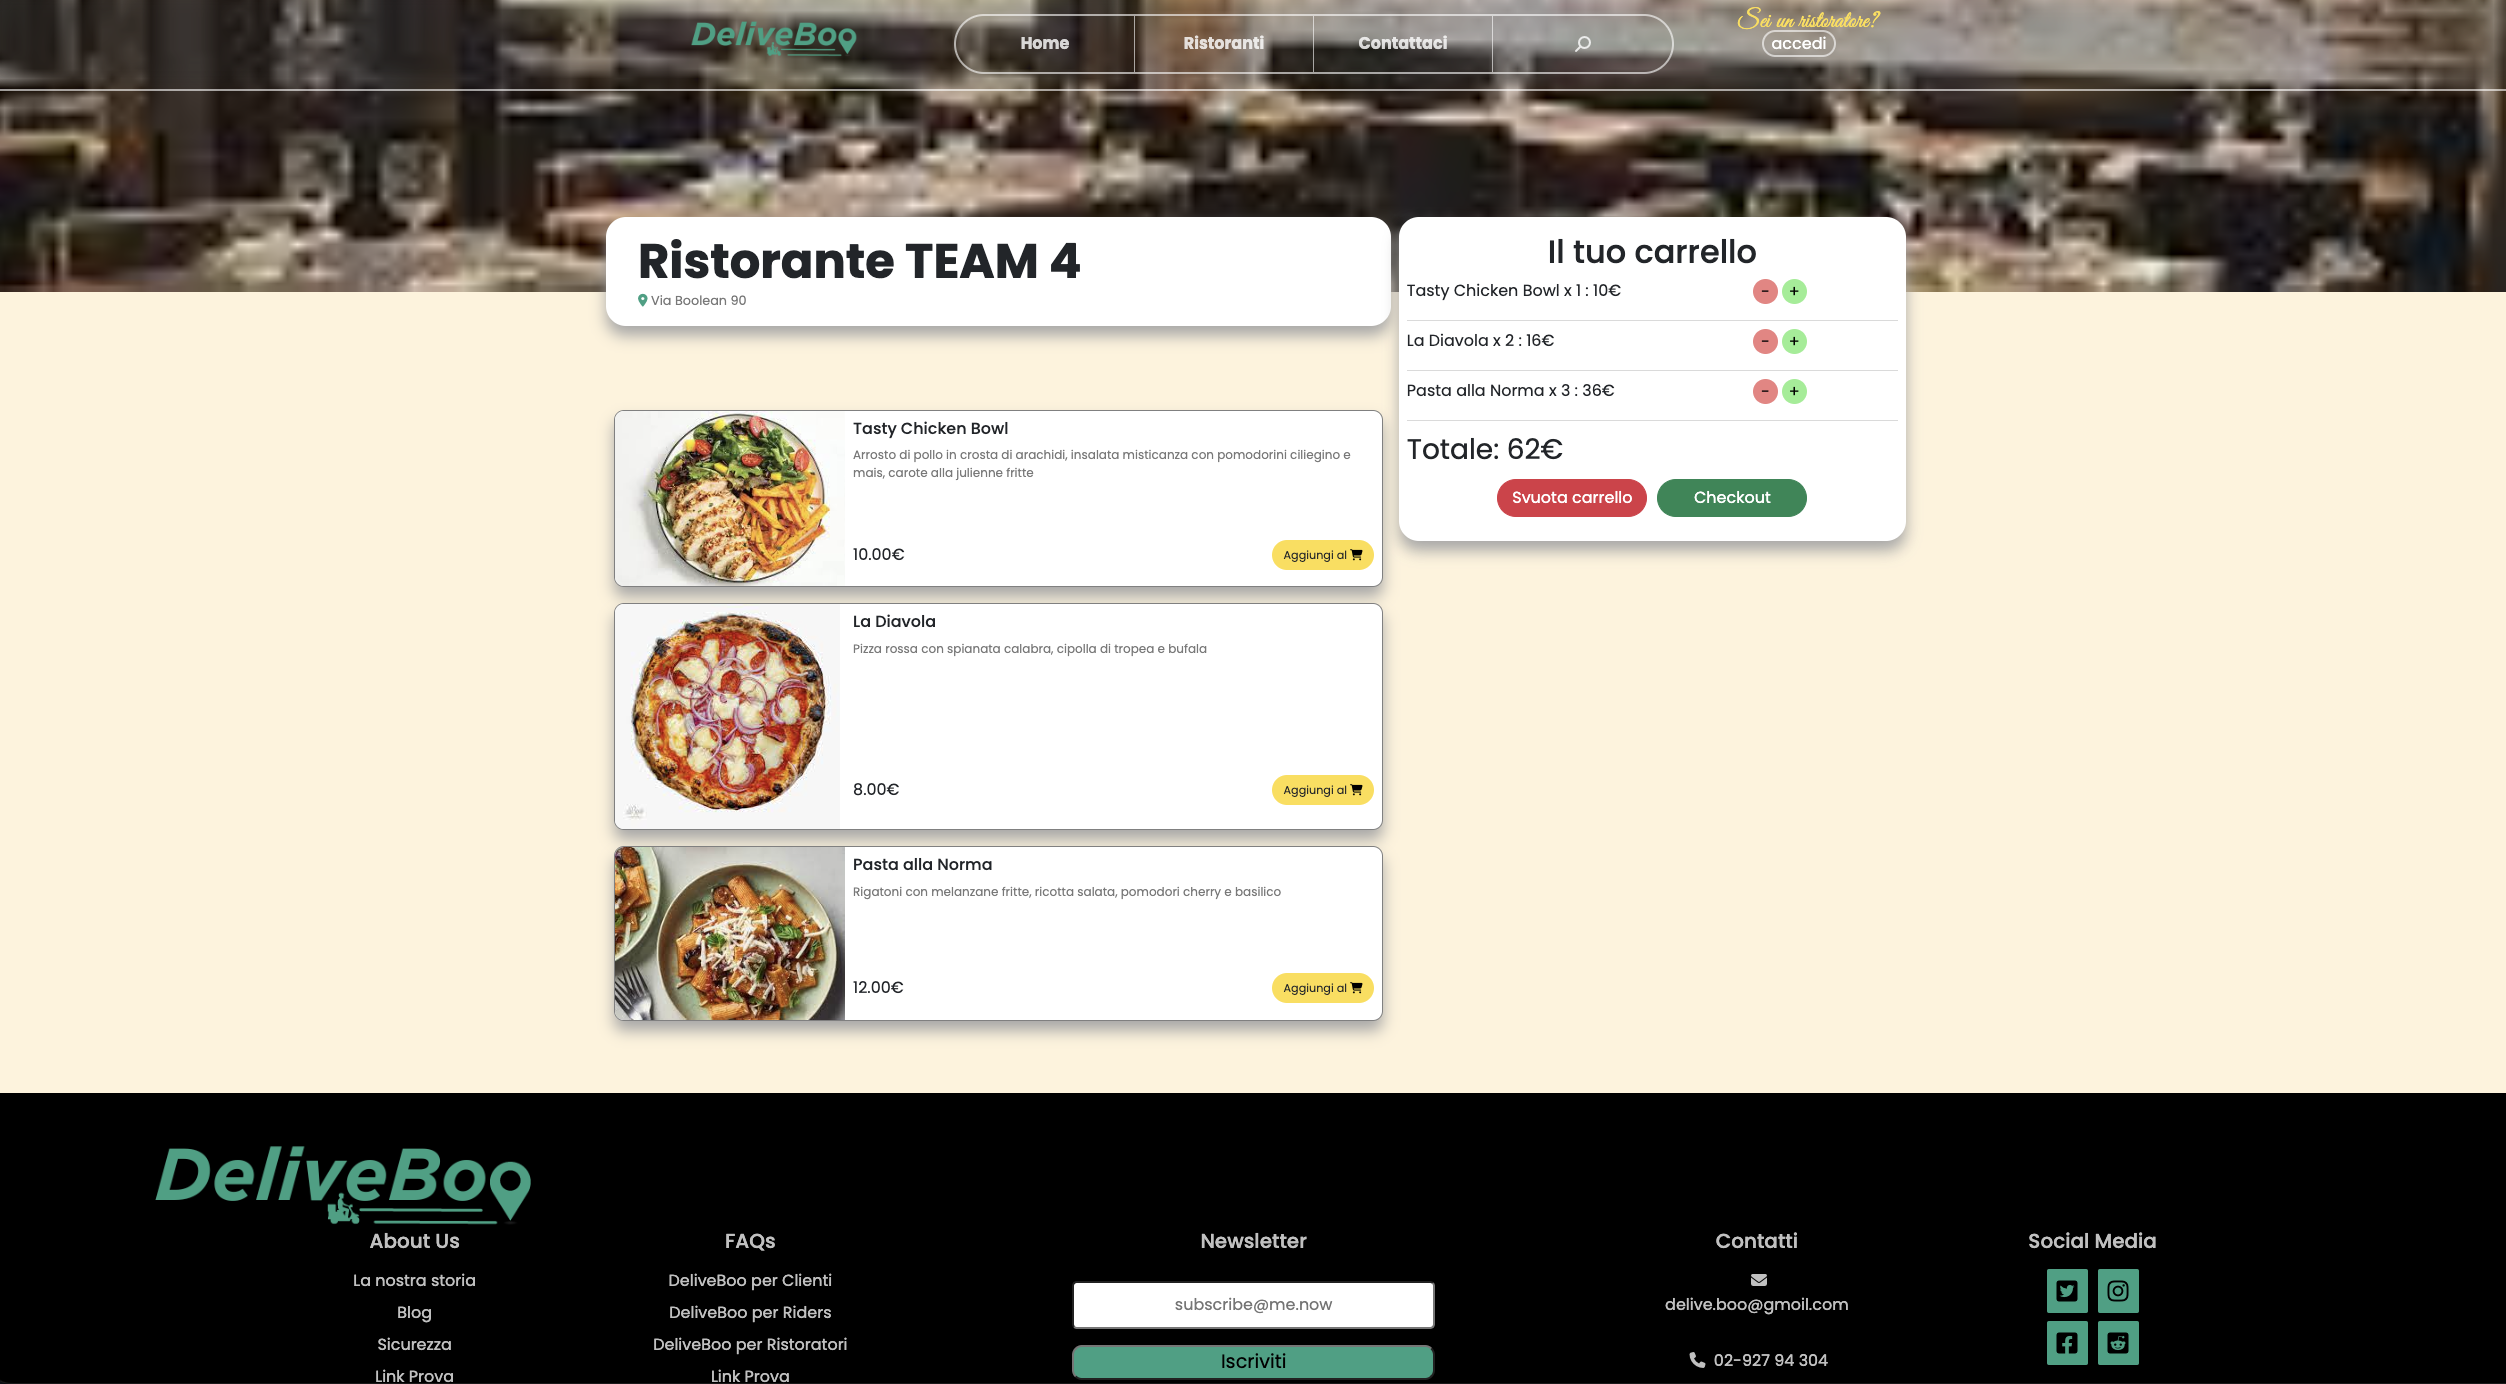 DeliveBoo
Home
Ristoranti
Contattaci
Sei un ristoratore?
accedi
Ristorante TEAM 4
Via Boolean 90
Il tuo carrello
Tasty Chicken Bowl x 1 : 10€
- +
La Diavola x 2 : 16€
- +
Pasta alla Norma x 3 : 36€
- +
Totale: 62€
Svuota carrello
Checkout
Tasty Chicken Bowl
Arrosto di pollo in crosta di arachidi, insalata misticanza con pomodorini ciliegino e
mais, carote alla julienne fritte
10.00€
Aggiungi al
La Diavola
Pizza rossa con spianata calabra, cipolla di tropea e bufala
8.00€
Aggiungi al
Pasta alla Norma
Rigatoni con melanzane fritte, ricotta salata, pomodori cherry e basilico
12.00€
Aggiungi al
DeliveBoo
About Us
La nostra storia
Blog
Sicurezza
Link Prova
FAQs
DeliveBoo per Clienti
DeliveBoo per Riders
DeliveBoo per Ristoratori
Link Prova
Newsletter
subscribe@me.now
Iscriviti
Contatti
delive.boo@gmoil.com
02-927 94 304
Social Media